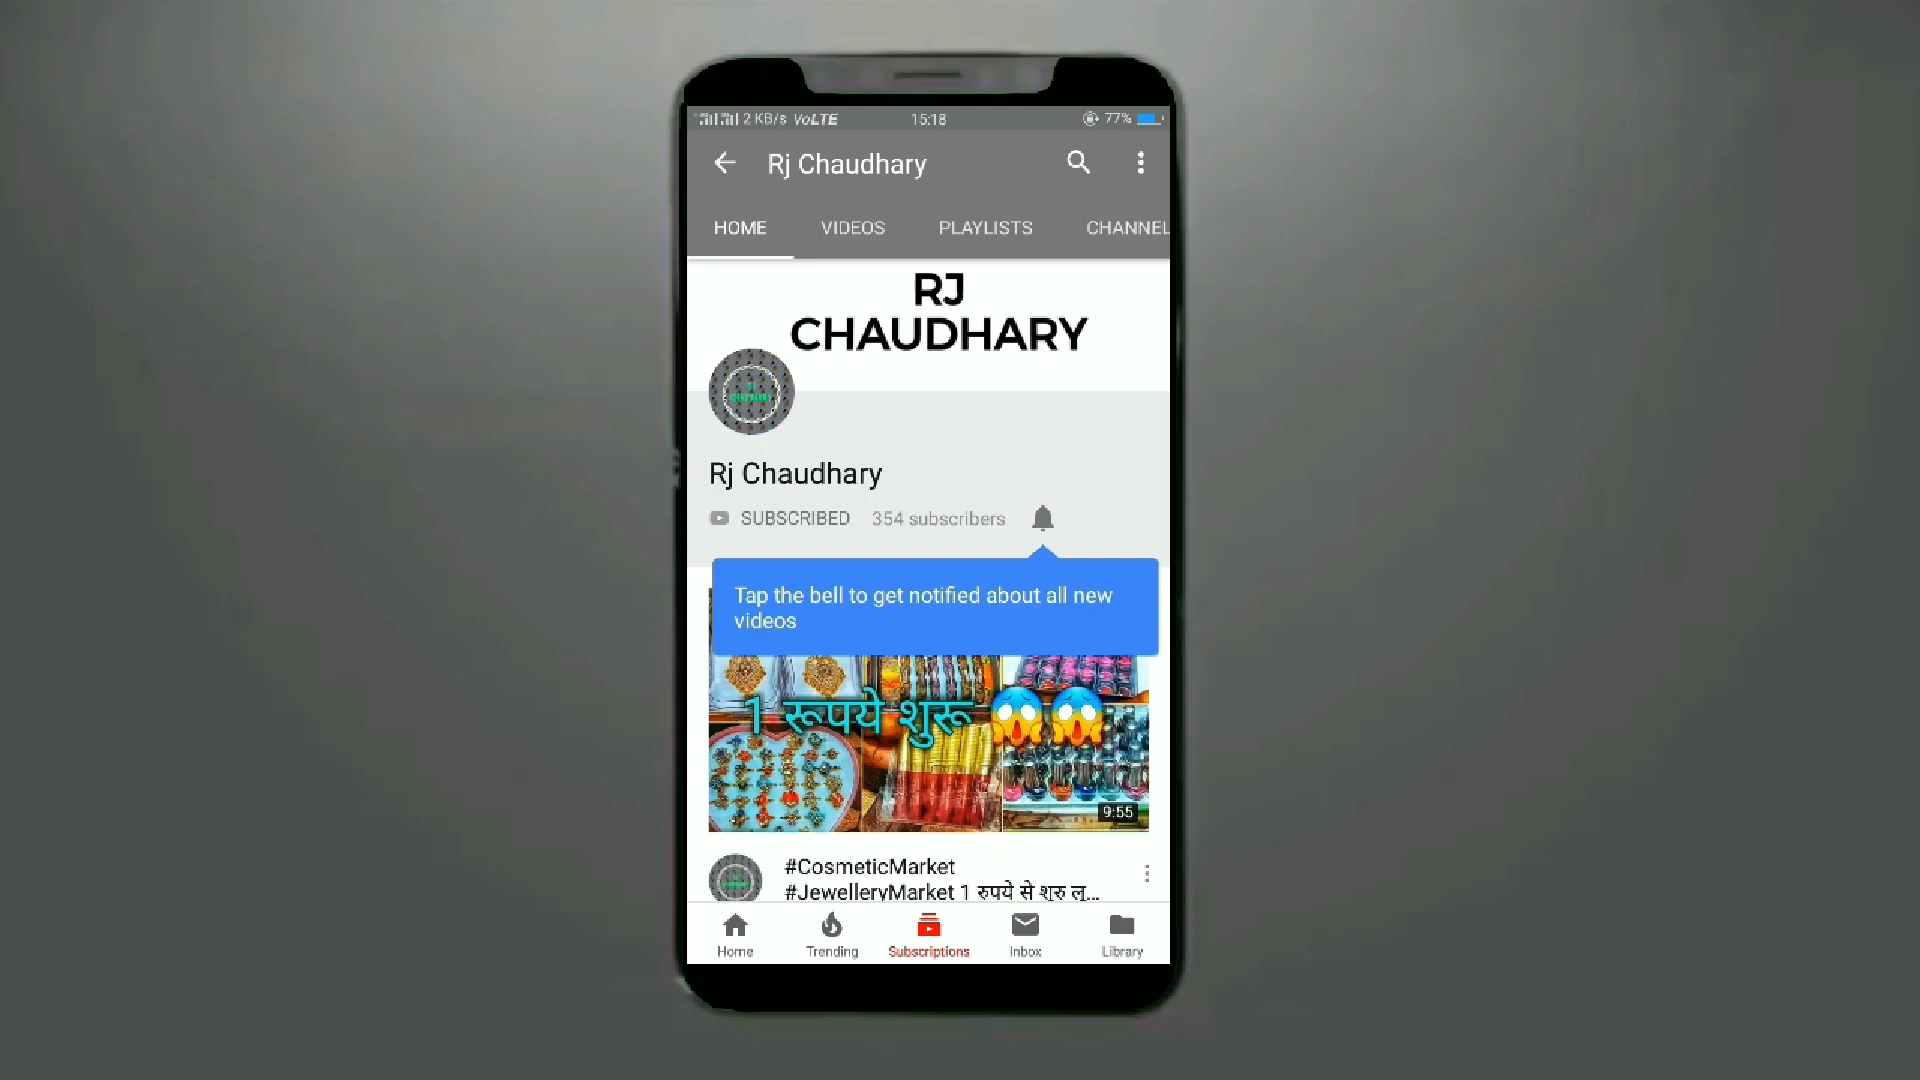 2 KB/s VoLTE 15:18 77%
Rj Chaudhary
HOME VIDEOS PLAYLISTS CHANNEL
RJ
CHAUDHARY
Rj Chaudhary
SUBSCRIBED 354 subscribers
Tap the bell to get notified about all new
videos
1 रूपये शुरू
9:55
#CosmeticMarket
#JewelleryMarket 1 रुपये से शुरु लू...
Home Trending Subscriptions Inbox Library